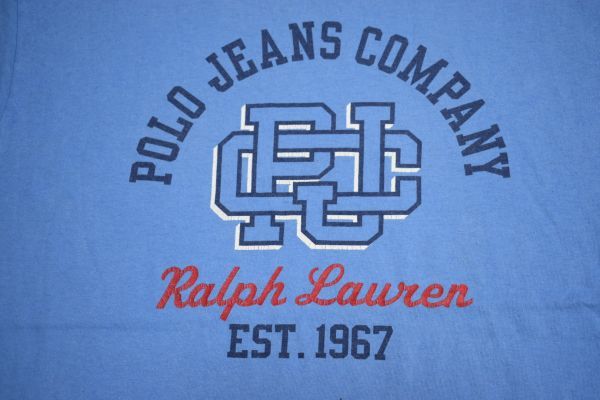 POLO JEANS COMPANY
Ralph Lauren
EST. 1967